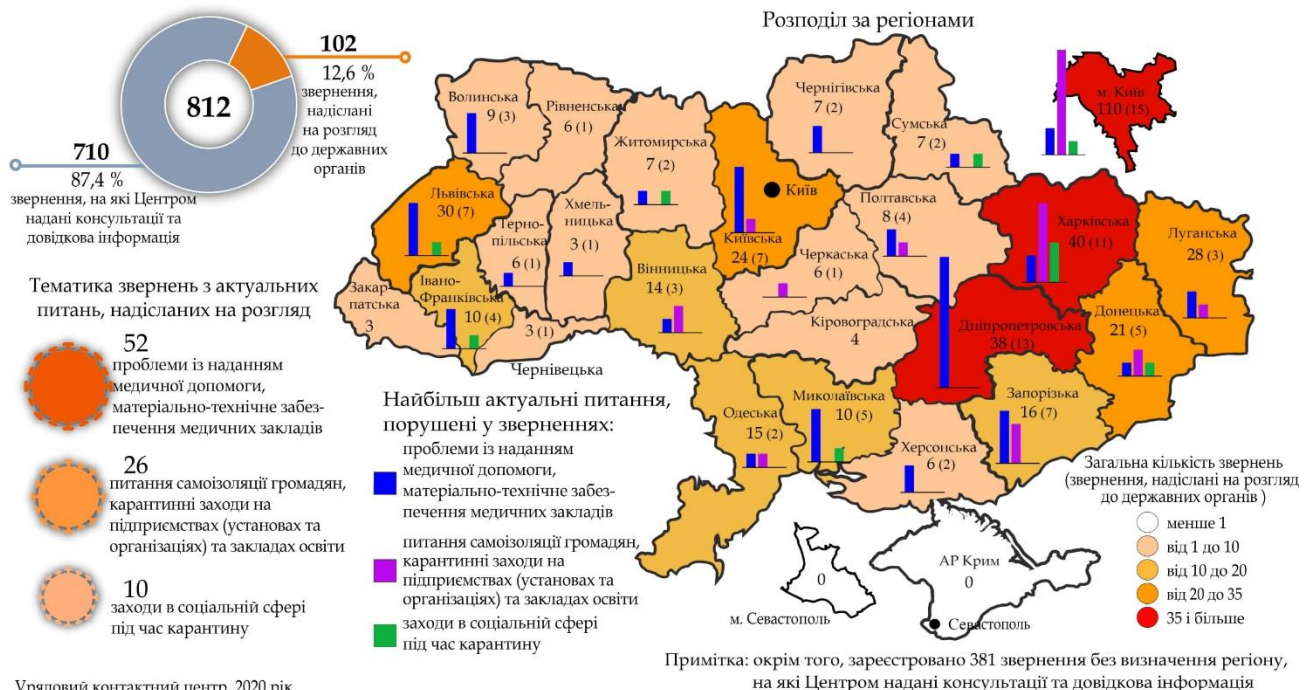 812
102
12,6 %
звернення,
надіслані
на розгляд
до державних
органів
710
87,4 %
звернення, на які Центром
надані консультації та
довідкова інформація
Тематика звернень з актуальних
питань, надісланих на розгляд
52
проблеми із наданням
медичної допомоги,
матеріально-технічне забез-
печення медичних закладів
26
питання самоізоляції громадян,
карантинні заходи на
підприємствах (установах та
організаціях) та закладах освіти
10
заходи в соціальній сфері
під час карантину
Урядовий контактний центр, 2020 рік
Розподіл за регіонами
Волинська
9 (3)
Рівненська
6 (1)
Житомирська
7 (2)
Чернігівська
7 (2)
Сумська
7 (2)
м. Київ
110 (15)
Київ
Київська
24 (7)
Львівська
30 (7)
Терно-
пільська
6 (1)
Хмель-
ницька
3 (1)
Вінницька
14 (3)
Черкаська
6 (1)
Полтавська
8 (4)
Харківська
40 (11)
Луганська
28 (3)
Закар-
патська
3
Івано-
Франківська
10 (4)
3 (1)
Чернівецька
Кіровоградська
4
Дніпропетровська
38 (13)
Донецька
21 (5)
Одеська
15 (2)
Миколаївська
10 (5)
Херсонська
6 (2)
Запорізька
16 (7)
0
м. Севастополь
АР Крим
0
Севастополь
Найбільш актуальні питання,
порушені у зверненнях:
проблеми із наданням
медичної допомоги,
матеріально-технічне забез-
печення медичних закладів
питання самоізоляції громадян,
карантинні заходи на
підприємствах (установах та
організаціях) та закладах освіти
заходи в соціальній сфері
під час карантину
Загальна кількість звернень
(звернення, надіслані на розгляд
до державних органів )
менше 1
від 1 до 10
від 10 до 20
від 20 до 35
35 і більше
Примітка: окрім того, зареєстровано 381 звернення без визначення регіону,
на які Центром надані консультації та довідкова інформація